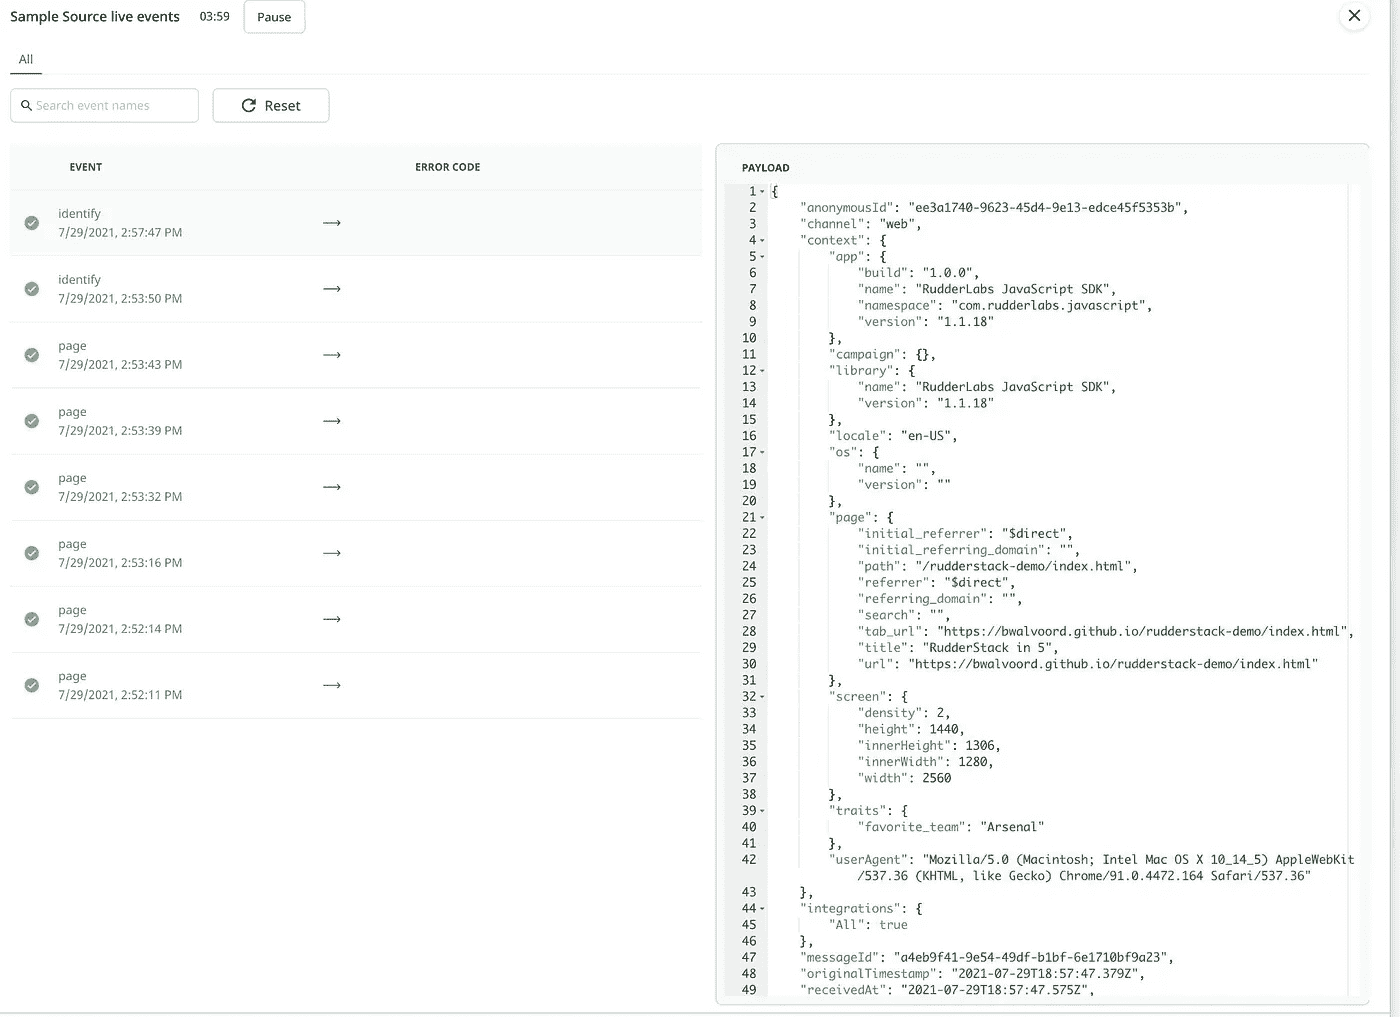 Sample Source live events 03:59 Pause
All
Search event names Reset
EVENT ERROR CODE
identify
7/29/2021, 2:57:47 PM
identify
7/29/2021, 2:53:50 PM
page
7/29/2021, 2:53:43 PM
page
7/29/2021, 2:53:39 PM
page
7/29/2021, 2:53:32 PM
page
7/29/2021, 2:53:16 PM
page
7/29/2021, 2:52:14 PM
page
7/29/2021, 2:52:11 PM
PAYLOAD
1 {
2 "anonymousId": "ee3a1740-9623-45d4-9e13-edce45f5353b",
3 "channel": "web",
4 "context": {
5 "app": {
6 "build": "1.0.0",
7 "name": "RudderLabs JavaScript SDK",
8 "namespace": "com.rudderlabs.javascript",
9 "version": "1.1.18"
10 },
11 "campaign": {},
12 "library": {
13 "name": "RudderLabs JavaScript SDK",
14 "version": "1.1.18"
15 },
16 "locale": "en-US",
17 "os": {
18 "name": "",
19 "version": ""
20 },
21 "page": {
22 "initial_referrer": "$direct",
23 "initial_referring_domain": "",
24 "path": "/rudderstack-demo/index.html",
25 "referrer": "$direct",
26 "referring_domain": "",
27 "search": "",
28 "tab_url": "https://bwalvoord.github.io/rudderstack-demo/index.html",
29 "title": "RudderStack in 5",
30 "url": "https://bwalvoord.github.io/rudderstack-demo/index.html"
31 },
32 "screen": {
33 "density": 2,
34 "height": 1440,
35 "innerHeight": 1306,
36 "innerWidth": 1280,
37 "width": 2560
38 },
39 "traits": {
40 "favorite_team": "Arsenal"
41 },
42 "userAgent": "Mozilla/5.0 (Macintosh; Intel Mac OS X 10_14_5) AppleWebKit
/537.36 (KHTML, like Gecko) Chrome/91.0.4472.164 Safari/537.36"
43 },
44 "integrations": {
45 "All": true
46 },
47 "messageId": "a4eb9f41-9e54-49df-b1bf-6e1710bf9a23",
48 "originalTimestamp": "2021-07-29T18:57:47.379Z",
49 "receivedAt": "2021-07-29T18:57:47.575Z",